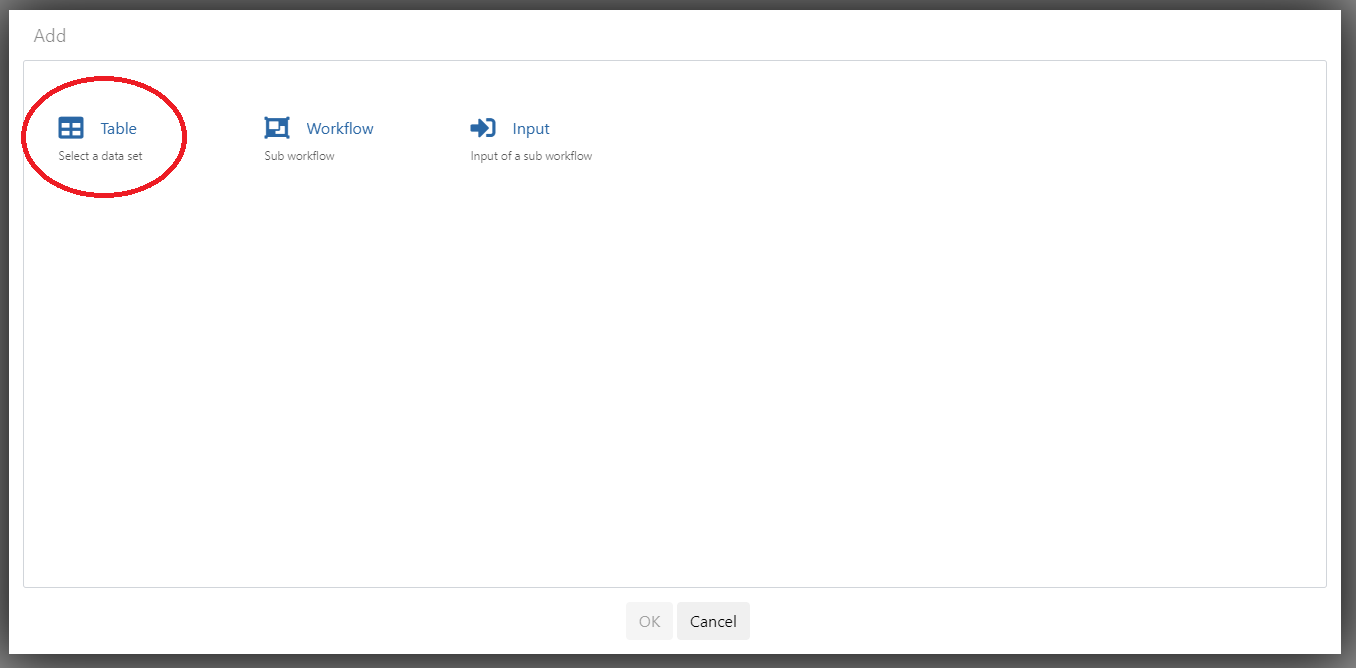 Add
Table
Select a data set
Workflow
Sub workflow
Input
Input of a sub workflow
OK
Cancel